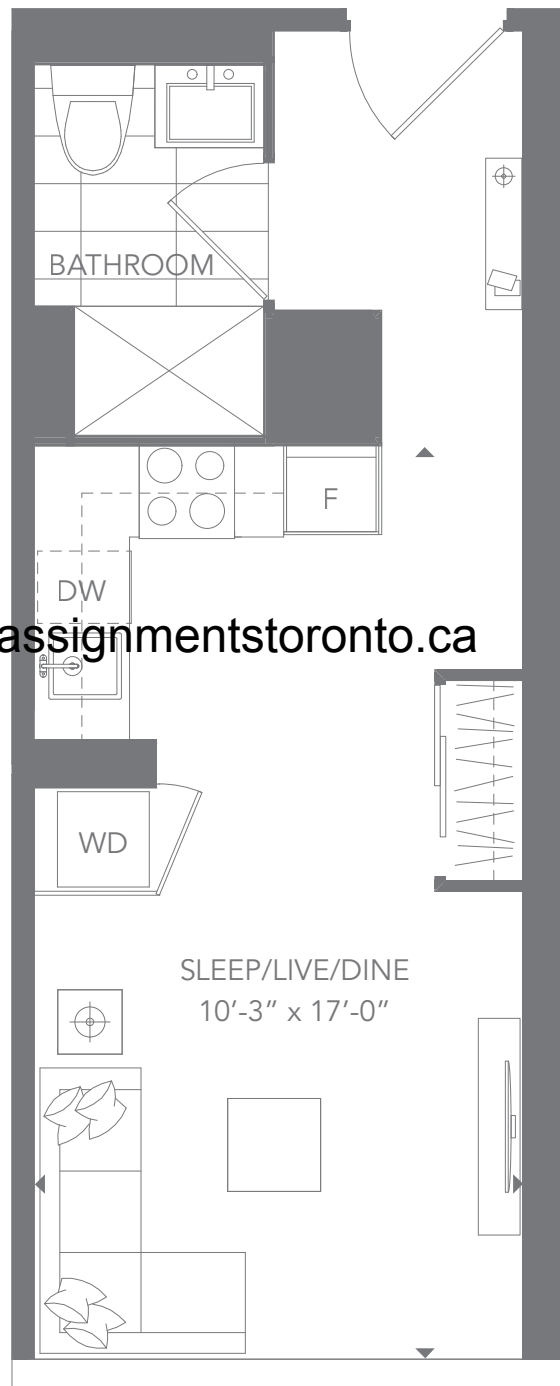 BATHROOM
F
DW
assignmentstoronto.ca
WD
SLEEP/LIVE/DINE
10’-3” x 17’-0”